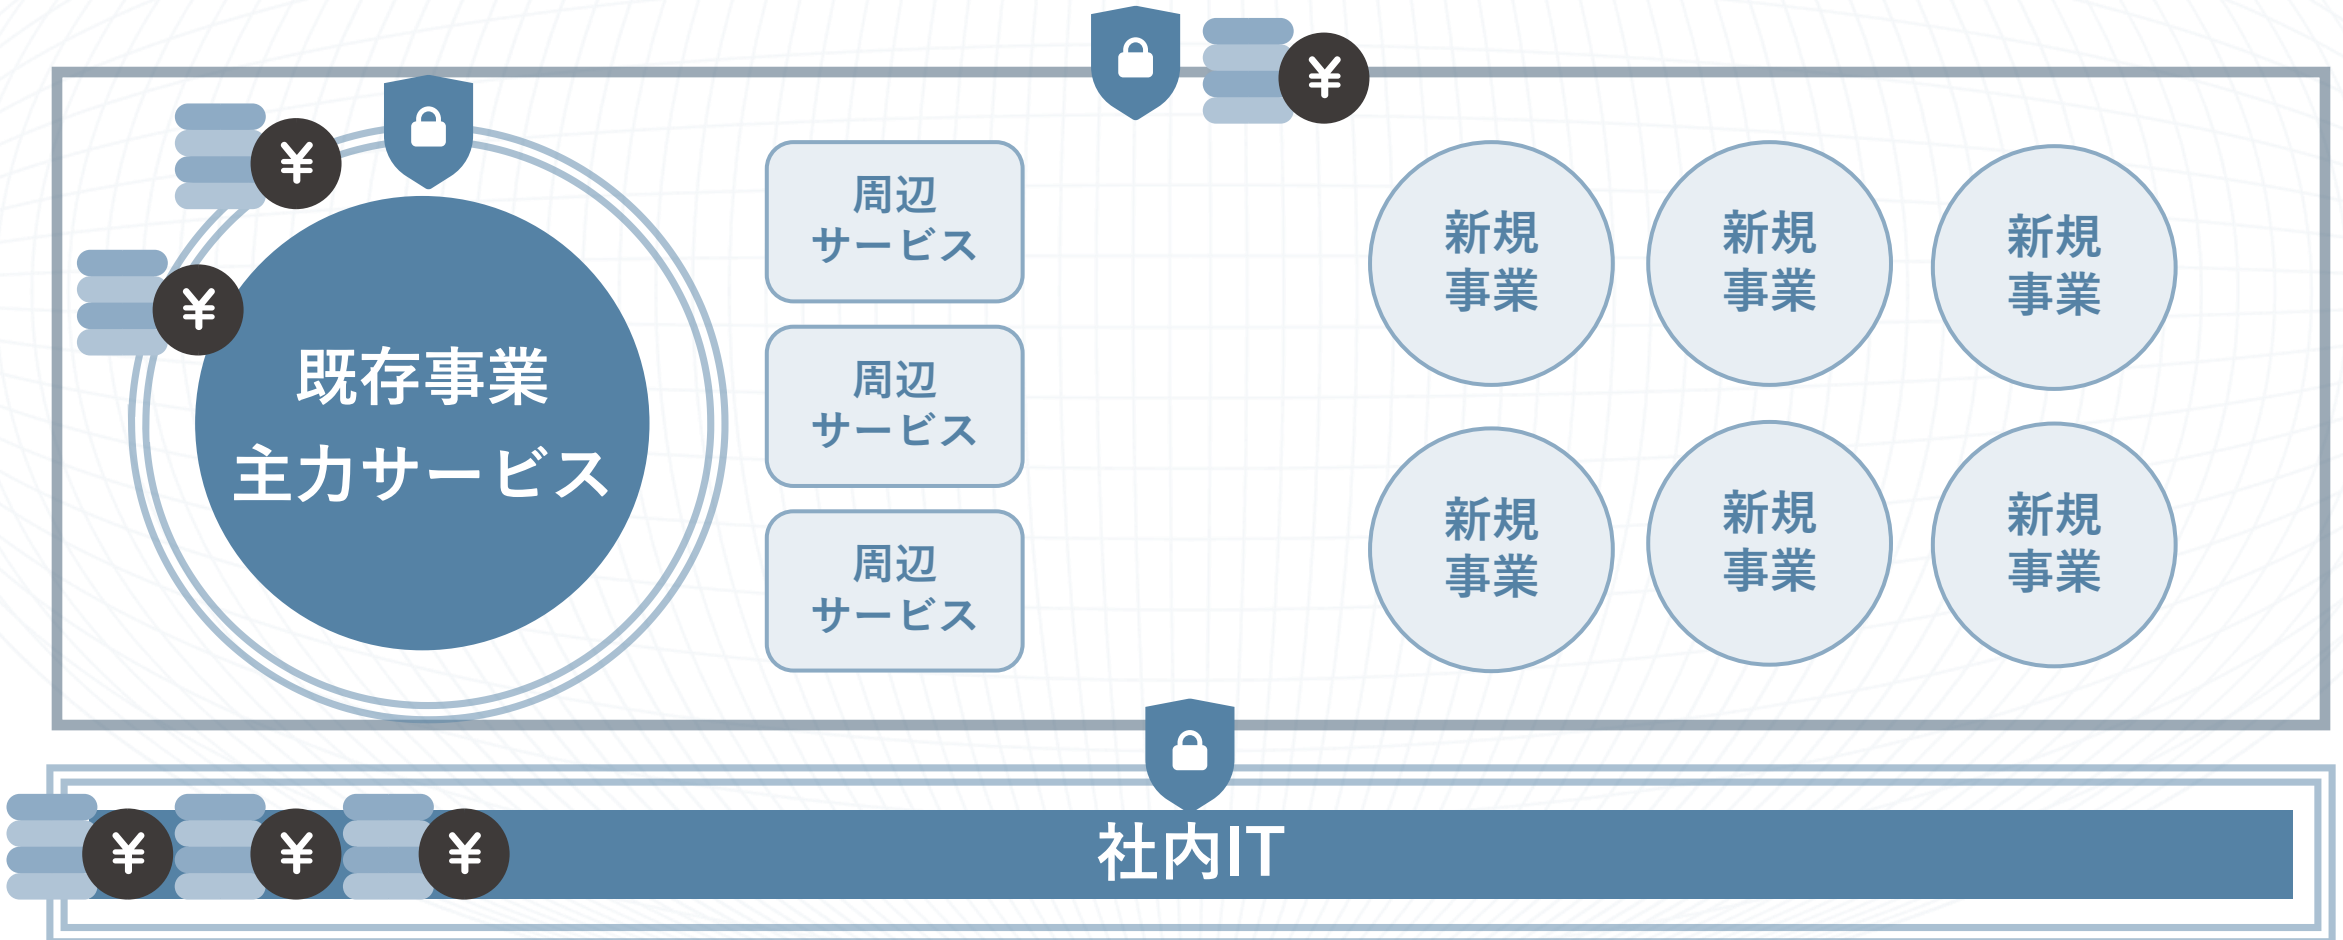 ¥
¥
¥
既存事業
主力サービス
周辺
サービス
周辺
サービス
周辺
サービス
新規
事業
新規
事業
新規
事業
新規
事業
新規
事業
新規
事業
¥
¥
¥
社内IT